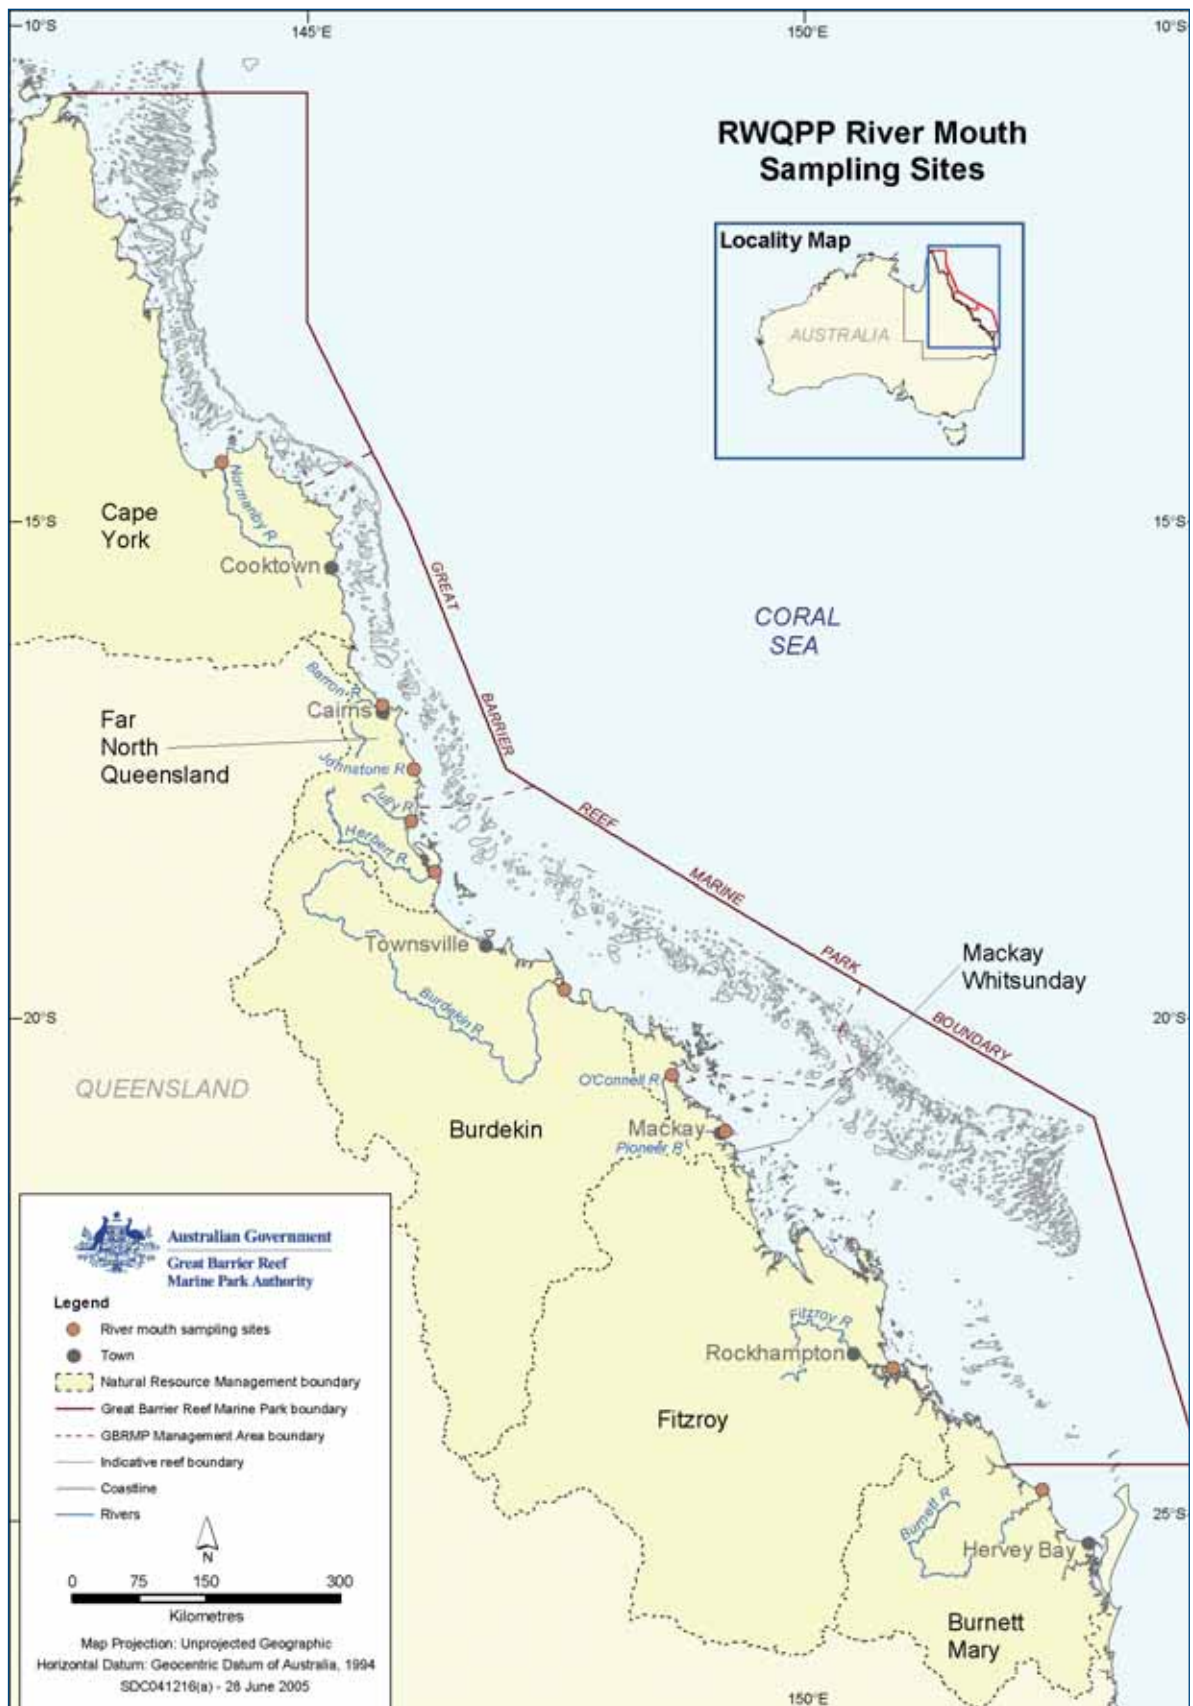 10°S
145°E
150°E
10°S
RWQPP River Mouth
Sampling Sites
Locality Map
AUSTRALIA
Normanby R
Cape
York
15°S
15°S
Cooktown
GREAT
CORAL
SEA
Barron R
Cairns
BARRIER
Far
North
Queensland
Johnstone R
Tully R
REEF
Herbert R
MARINE
Townsville
PARK
Mackay
Whitsunday
Burdekin R
BOUNDARY
20°S
20°S
QUEENSLAND
O'Connell R
Burdekin
Mackay
Pioneer R
Fitzroy R
Rockhampton
Fitzroy
Burnett R
25°S
Hervey Bay
Burnett
Mary
150°E
Australian Government
Great Barrier Reef
Marine Park Authority
Legend
River mouth sampling sites
Town
Natural Resource Management boundary
Great Barrier Reef Marine Park boundary
GBRMP Management Area boundary
Indicative reef boundary
Coastline
Rivers
N
0 75 150 300
Kilometres
Map Projection: Unprojected Geographic
Horizontal Datum: Geocentric Datum of Australia, 1994
SDC041216(a) - 28 June 2005